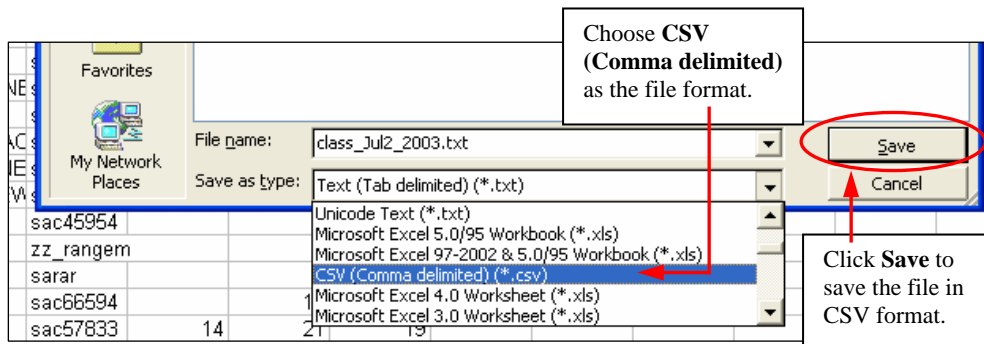 Choose CSV
(Comma delimited)
as the file format.
Favorites
My Network
Places
File name:
class_Jul2_2003.txt
Save
Save as type:
Text (Tab delimited) (*.txt)
Cancel
Unicode Text (*.txt)
Microsoft Excel 5.0/95 Workbook (*.xls)
Microsoft Excel 97-2002 & 5.0/95 Workbook (*.xls)
CSV (Comma delimited) (*.csv)
Microsoft Excel 4.0 Worksheet (*.xls)
Microsoft Excel 3.0 Worksheet (*.xls)
sac45954
zz_rangem
sarar
sac66594
sac57833 14 21 19
Click Save to
save the file in
CSV format.